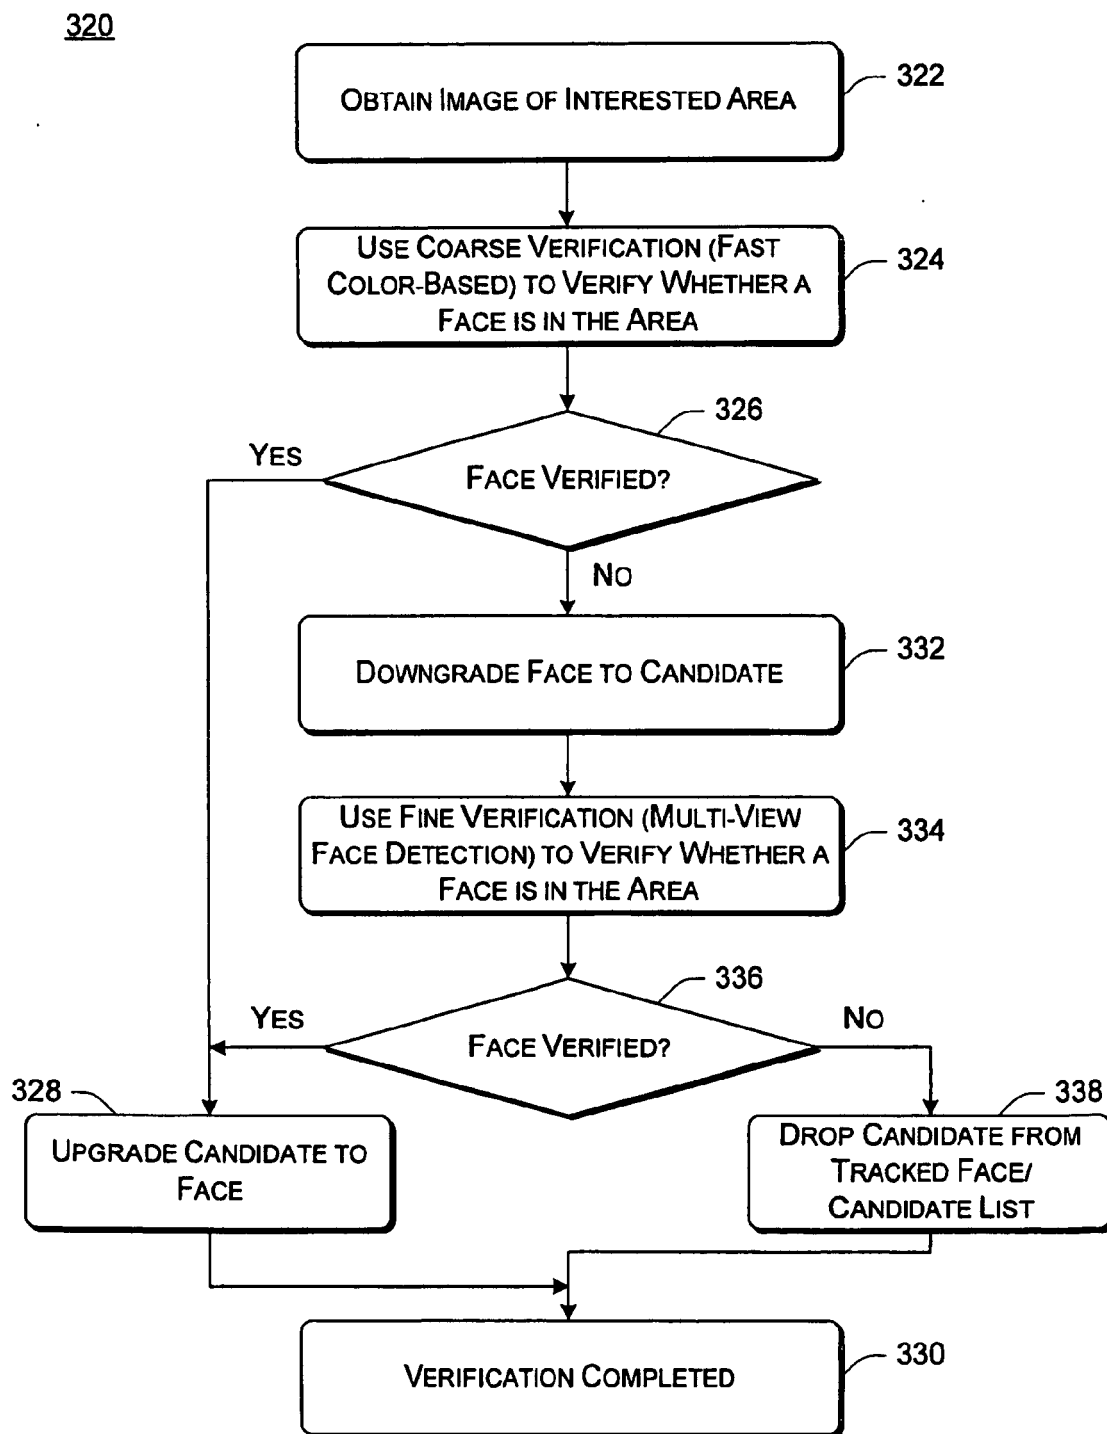 320
OBTAIN IMAGE OF INTERESTED AREA
322
USE COARSE VERIFICATION (FAST
COLOR-BASED) TO VERIFY WHETHER A
FACE IS IN THE AREA
324
326
YES
FACE VERIFIED?
NO
DOWNGRADE FACE TO CANDIDATE
332
USE FINE VERIFICATION (MULTI-VIEW
FACE DETECTION) TO VERIFY WHETHER A
FACE IS IN THE AREA
334
336
YES
FACE VERIFIED?
NO
328
UPGRADE CANDIDATE TO
FACE
338
DROP CANDIDATE FROM
TRACKED FACE/
CANDIDATE LIST
VERIFICATION COMPLETED
330